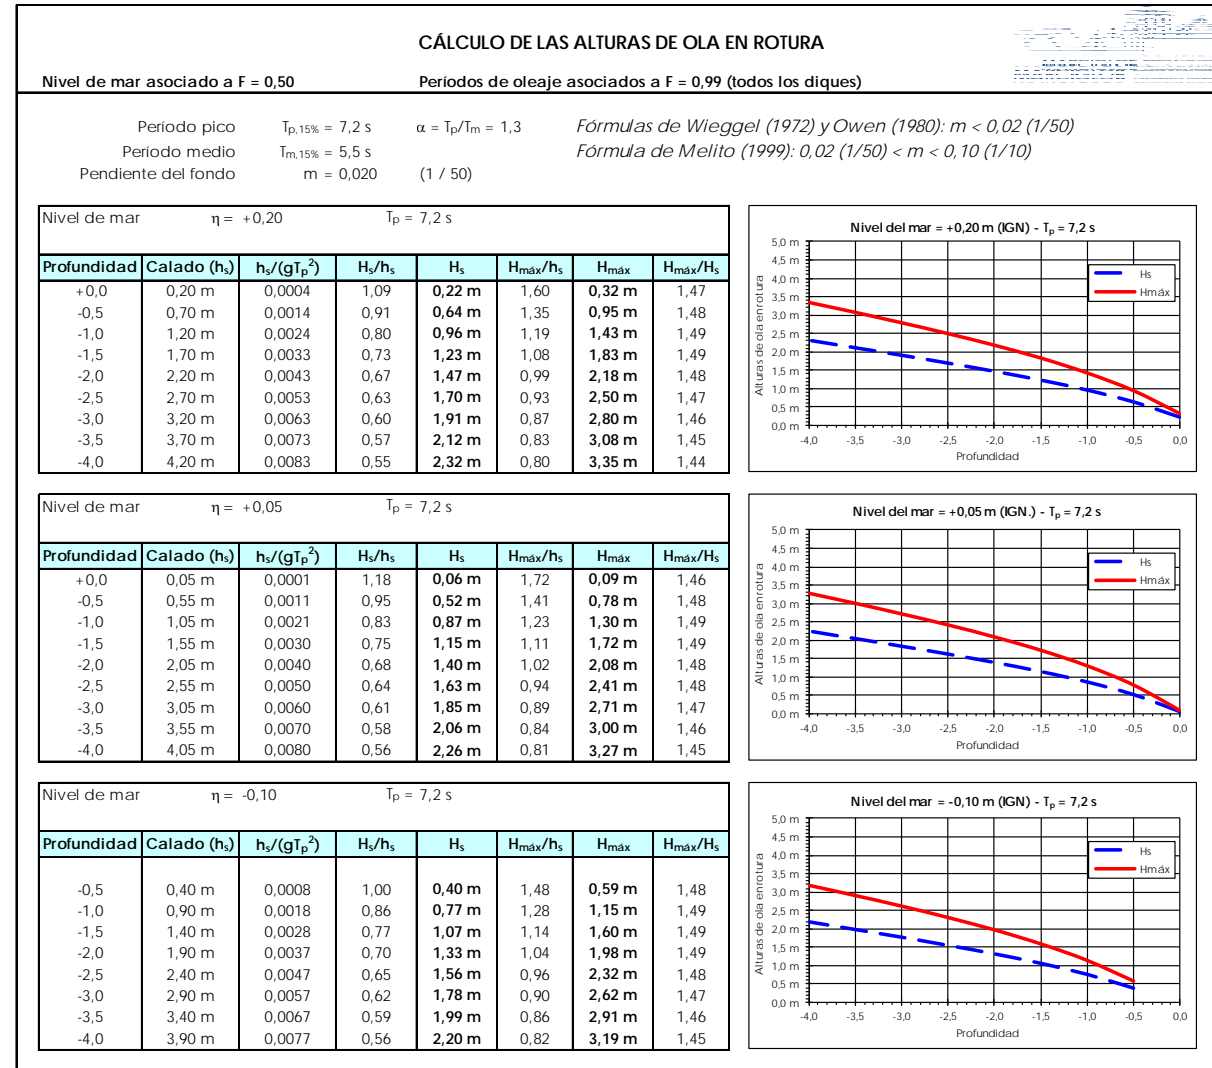 CÁLCULO DE LAS ALTURAS DE OLA EN ROTURA
Nivel de mar asociado a F = 0,50 Períodos de oleaje asociados a F = 0,99 (todos los diques)
Período pico Tp,15% = 7,2 s α = Tp/Tm = 1,3 Fórmulas de Wieggel (1972) y Owen (1980): m < 0,02 (1/50)
Período medio Tm,15% = 5,5 s Fórmula de Melito (1999): 0,02 (1/50) < m < 0,10 (1/10)
Pendiente del fondo m = 0,020 (1 / 50)
Nivel de mar η = +0,20 Tp = 7,2 s
Profundidad Calado (hs) hs/(gTp²) Hs/hs Hs Hmáx/hs Hmáx Hmáx/Hs
+0,0 0,20 m 0,0004 1,09 0,22 m 1,60 0,32 m 1,47
-0,5 0,70 m 0,0014 0,91 0,64 m 1,35 0,95 m 1,48
-1,0 1,20 m 0,0024 0,80 0,96 m 1,19 1,43 m 1,49
-1,5 1,70 m 0,0033 0,73 1,23 m 1,08 1,83 m 1,49
-2,0 2,20 m 0,0043 0,67 1,47 m 0,99 2,18 m 1,48
-2,5 2,70 m 0,0053 0,63 1,70 m 0,93 2,50 m 1,47
-3,0 3,20 m 0,0063 0,60 1,91 m 0,87 2,80 m 1,46
-3,5 3,70 m 0,0073 0,57 2,12 m 0,83 3,08 m 1,45
-4,0 4,20 m 0,0083 0,55 2,32 m 0,80 3,35 m 1,44
Nivel del mar = +0,20 m (IGN) - Tp = 7,2 s
5,0 m
4,5 m
4,0 m
3,5 m
3,0 m
2,5 m
2,0 m
1,5 m
1,0 m
0,5 m
0,0 m
Alturas de ola en rotura
Hs
Hmáx
-4,0 -3,5 -3,0 -2,5 -2,0 -1,5 -1,0 -0,5 0,0
Profundidad
Nivel de mar η = +0,05 Tp = 7,2 s
Profundidad Calado (hs) hs/(gTp²) Hs/hs Hs Hmáx/hs Hmáx Hmáx/Hs
+0,0 0,05 m 0,0001 1,18 0,06 m 1,72 0,09 m 1,46
-0,5 0,55 m 0,0011 0,95 0,52 m 1,41 0,78 m 1,48
-1,0 1,05 m 0,0021 0,83 0,87 m 1,23 1,30 m 1,49
-1,5 1,55 m 0,0030 0,75 1,15 m 1,11 1,72 m 1,49
-2,0 2,05 m 0,0040 0,68 1,40 m 1,02 2,08 m 1,48
-2,5 2,55 m 0,0050 0,64 1,63 m 0,94 2,41 m 1,48
-3,0 3,05 m 0,0060 0,61 1,85 m 0,89 2,71 m 1,47
-3,5 3,55 m 0,0070 0,58 2,06 m 0,84 3,00 m 1,46
-4,0 4,05 m 0,0080 0,56 2,26 m 0,81 3,27 m 1,45
Nivel del mar = +0,05 m (IGN.) - Tp = 7,2 s
5,0 m
4,5 m
4,0 m
3,5 m
3,0 m
2,5 m
2,0 m
1,5 m
1,0 m
0,5 m
0,0 m
Alturas de ola en rotura
Hs
Hmáx
-4,0 -3,5 -3,0 -2,5 -2,0 -1,5 -1,0 -0,5 0,0
Profundidad
Nivel de mar η = -0,10 Tp = 7,2 s
Profundidad Calado (hs) hs/(gTp²) Hs/hs Hs Hmáx/hs Hmáx Hmáx/Hs
-0,5 0,40 m 0,0008 1,00 0,40 m 1,48 0,59 m 1,48
-1,0 0,90 m 0,0018 0,86 0,77 m 1,28 1,15 m 1,49
-1,5 1,40 m 0,0028 0,77 1,07 m 1,14 1,60 m 1,49
-2,0 1,90 m 0,0037 0,70 1,33 m 1,04 1,98 m 1,49
-2,5 2,40 m 0,0047 0,65 1,56 m 0,96 2,32 m 1,48
-3,0 2,90 m 0,0057 0,62 1,78 m 0,90 2,62 m 1,47
-3,5 3,40 m 0,0067 0,59 1,99 m 0,86 2,91 m 1,46
-4,0 3,90 m 0,0077 0,56 2,20 m 0,82 3,19 m 1,45
Nivel del mar = -0,10 m (IGN) - Tp = 7,2 s
5,0 m
4,5 m
4,0 m
3,5 m
3,0 m
2,5 m
2,0 m
1,5 m
1,0 m
0,5 m
0,0 m
Alturas de ola en rotura
Hs
Hmáx
-4,0 -3,5 -3,0 -2,5 -2,0 -1,5 -1,0 -0,5 0,0
Profundidad